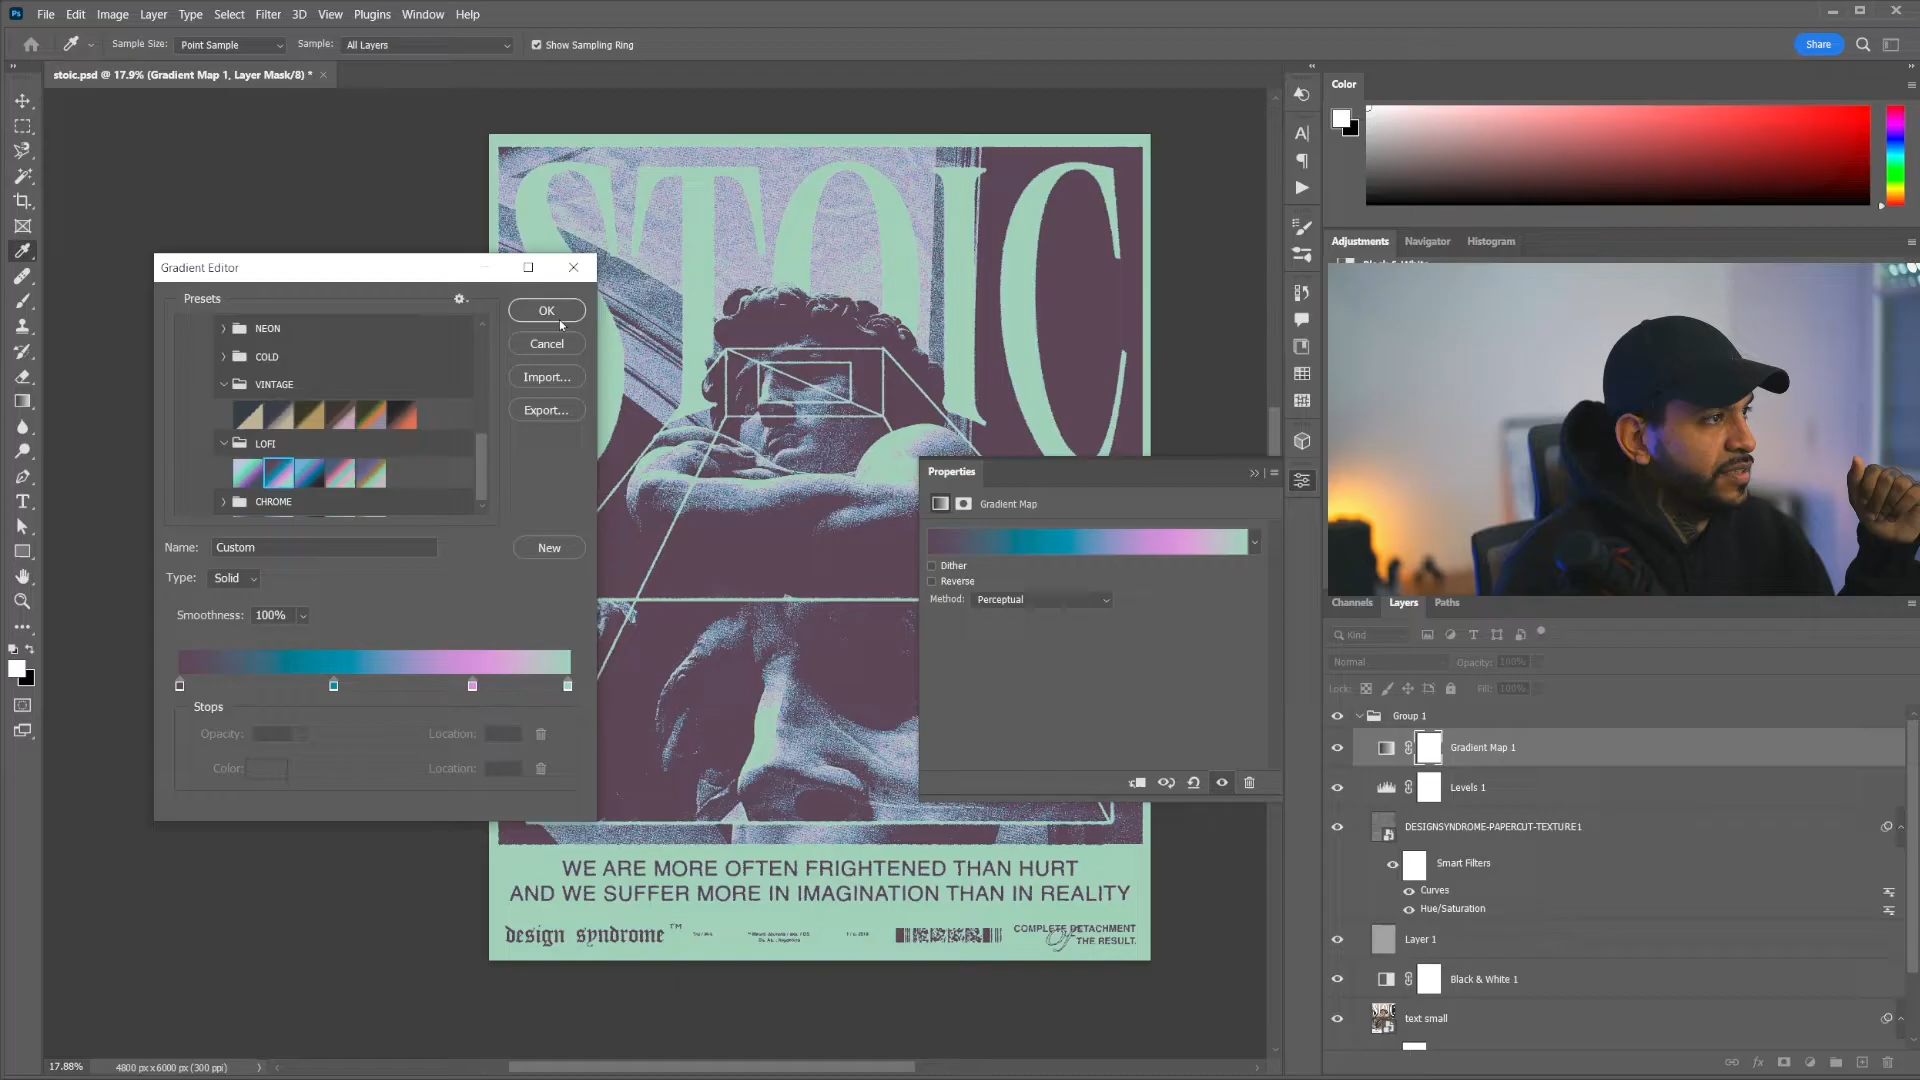 Ps File Edit Image Layer Type Select Filter 3D View Plugins Window Help
Sample Size: Point Sample Sample: All Layers Show Sampling Ring Share
stoic.psd @ 17.9% (Gradient Map 1, Layer Mask/8) *
Color
STOIC
Adjustments Navigator Histogram
Gradient Editor
Presets
OK
NEON
Cancel
COLD
Import...
VINTAGE
Export...
LOFI
CHROME
Properties
Gradient Map
Name: Custom
New
Type: Solid
Smoothness: 100%
Dither
Reverse
Method: Perceptual
Stops
Opacity: Location:
Color: Location:
Channels Layers Paths
Kind
Normal Opacity: 100%
Lock: Fill: 100%
Group 1
Gradient Map 1
Levels 1
DESIGNSYNDROME-PAPERCUT-TEXTURE1
Smart Filters
Curves
Hue/Saturation
Layer 1
Black & White 1
text small
WE ARE MORE OFTEN FRIGHTENED THAN HURT
AND WE SUFFER MORE IN IMAGINATION THAN IN REALITY
design syndrome ™
COMPLETE DETACHMENT
Of THE RESULT.
17.88% 4800 px x 6000 px (300 ppi)